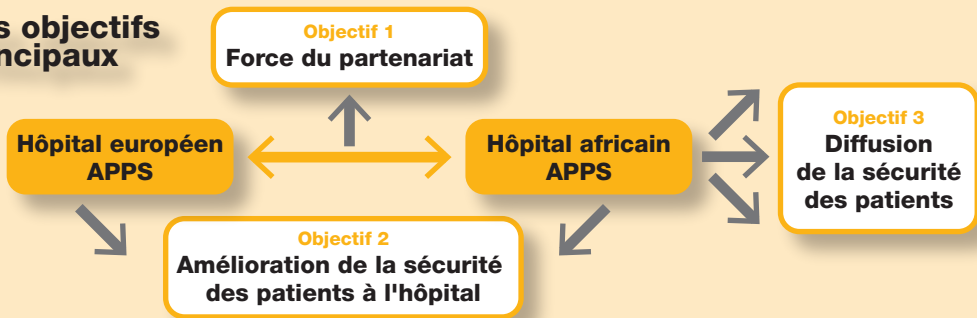 s objectifs
ncipaux
Objectif 1
Force du partenariat
Hôpital européen
APPS
Hôpital africain
APPS
Objectif 3
Diffusion
de la sécurité
des patients
Objectif 2
Amélioration de la sécurité
des patients à l'hôpital